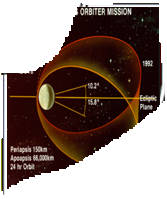 ORBITER MISSION
1992
10.2°
15.8°
Ecliptic
Plane
Periapsis 150km
Apoapsis 66,000km
24 hr Orbit